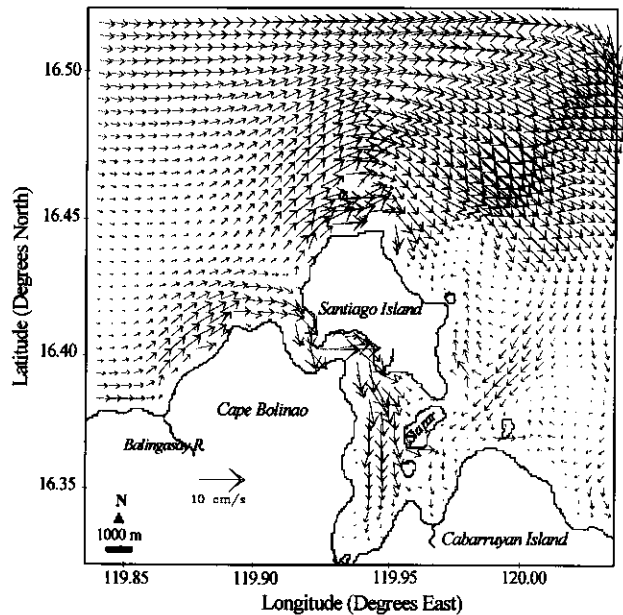 16.50
16.45
16.40
16.35
Latitude (Degrees North)
Santiago Island
Cape Bolinao
Siapar
Balingasay R.
10 cm/s
N
1000 m
Cabarruyan Island
119.85
119.90
119.95
120.00
Longitude (Degrees East)